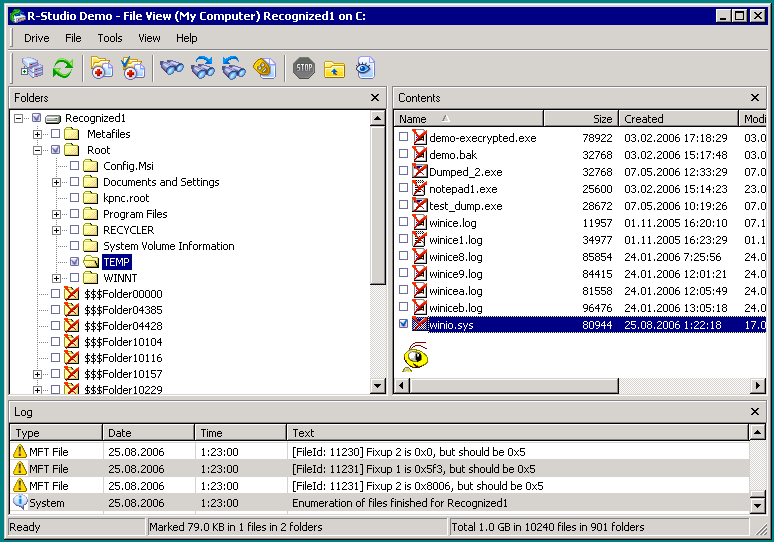 R-Studio Demo - File View (My Computer) Recognized1 on C:
Drive File Tools View Help
STOP
Folders
Recognized1
Metafiles
Root
Config.Msi
Documents and Settings
kpnc.root
Program Files
RECYCLER
System Volume Information
TEMP
WINNT
$$$Folder00000
$$$Folder04385
$$$Folder04428
$$$Folder10104
$$$Folder10116
$$$Folder10157
$$$Folder10229
Contents
Name Size Created Modi
demo-execrypted.exe 78922 03.02.2006 17:18:29 03.0
demo.bak 32768 03.02.2006 15:17:48 03.0
Dumped_2.exe 32768 07.05.2006 12:33:29 07.0
notepad1.exe 25600 03.02.2006 15:14:23 23.0
test_dump.exe 28672 07.05.2006 10:19:26 07.0
winice.log 11957 01.11.2005 16:20:10 07.1
winice1.log 34977 01.11.2005 16:23:29 01.1
winice8.log 85854 24.01.2006 7:25:56 24.0
winice9.log 84415 24.01.2006 12:01:21 24.0
winicea.log 81558 24.01.2006 12:05:49 24.0
winiceb.log 96476 24.01.2006 13:05:18 24.0
winio.sys 80944 25.08.2006 1:22:18 17.0
Log
Type Date Time Text
MFT File 25.08.2006 1:23:00 [FileId: 11230] Fixup 2 is 0x0, but should be 0x5
MFT File 25.08.2006 1:23:00 [FileId: 11231] Fixup 1 is 0x5f3, but should be 0x5
MFT File 25.08.2006 1:23:00 [FileId: 11231] Fixup 2 is 0x8006, but should be 0x5
System 25.08.2006 1:23:00 Enumeration of files finished for Recognized1
Ready Marked 79.0 KB in 1 files in 2 folders Total 1.0 GB in 10240 files in 901 folders